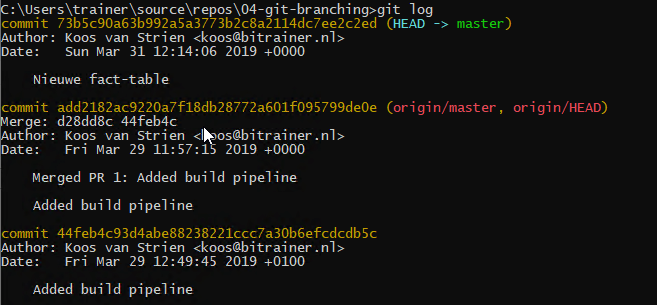 C:\Users\trainer\source\repos\04-git-branching>git log
commit 73b5c90a63b992a5a3773b2c8a2114dc7ee2c2ed (HEAD -> master)
Author: Koos van Strien <koos@bitrainer.nl>
Date:   Sun Mar 31 12:14:06 2019 +0000
Nieuwe fact-table
commit add2182ac9220a7f18db28772a601f095799de0e (origin/master, origin/HEAD)
Merge: d28dd8c 44feb4c
Author: Koos van Strien <koos@bitrainer.nl>
Date:   Fri Mar 29 11:57:15 2019 +0000
Merged PR 1: Added build pipeline
Added build pipeline
commit 44feb4c93d4abe88238221ccc7a30b6efcdcdb5c
Author: Koos van Strien <koos@bitrainer.nl>
Date:   Fri Mar 29 12:49:45 2019 +0100
Added build pipeline